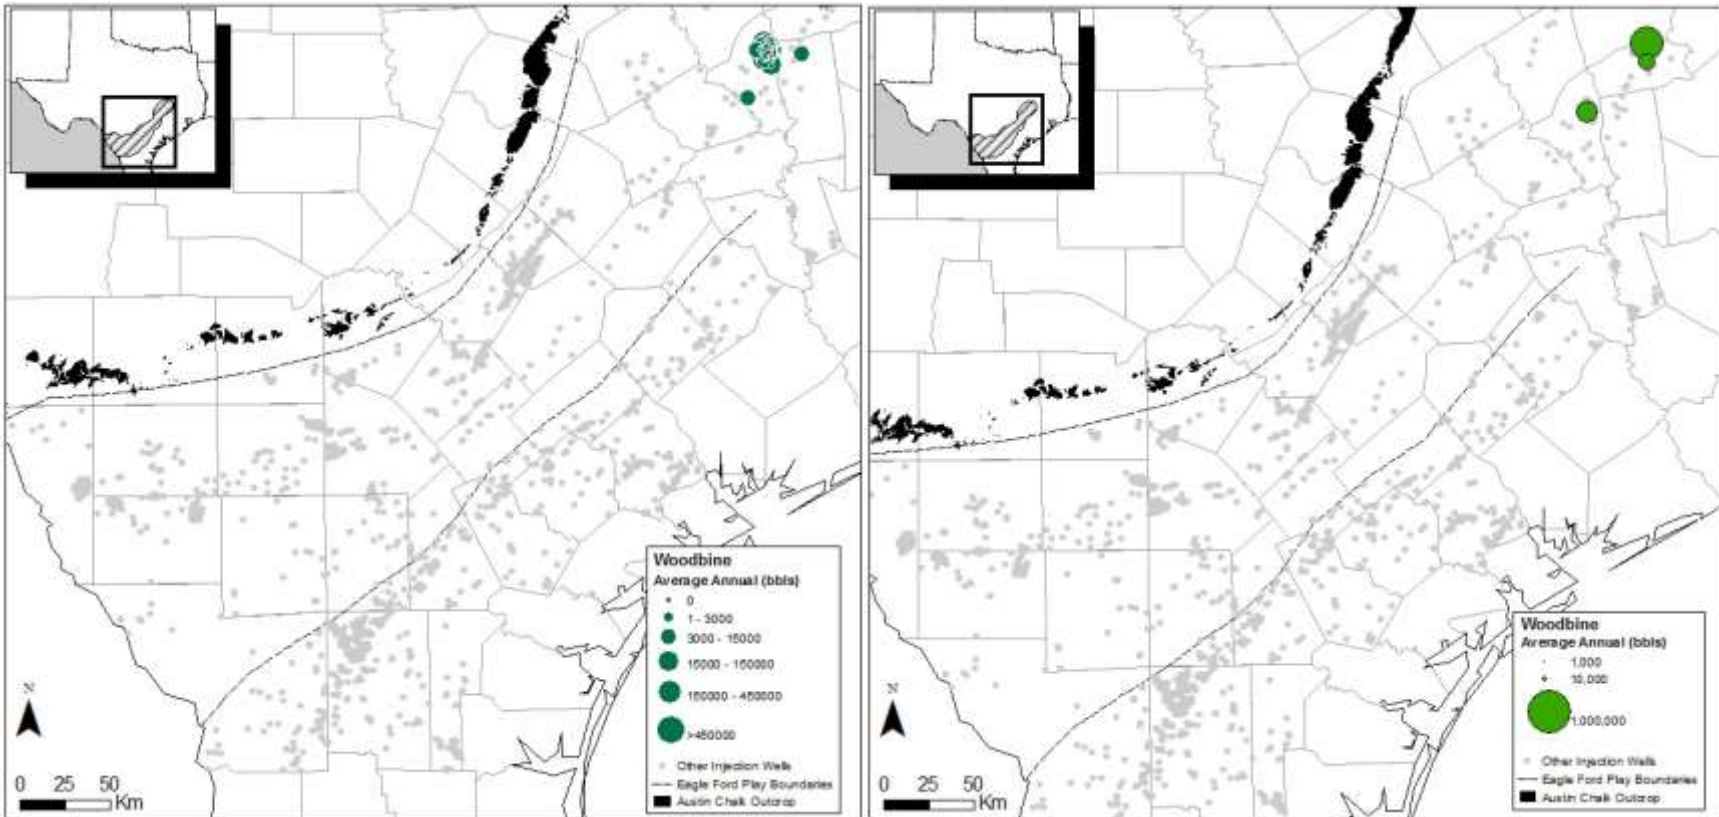 N
0 25 50
Km
Woodbine
Average Annual (bbls)
0
1 - 3000
3000 - 15000
15000 - 150000
150000 - 450000
>450000
Other Injection Wells
Eagle Ford Play Boundaries
Austin Chalk Outcrop
N
0 25 50
Km
Woodbine
Average Annual (bbls)
1,000
10,000
1,000,000
Other Injection Wells
Eagle Ford Play Boundaries
Austin Chalk Outcrop